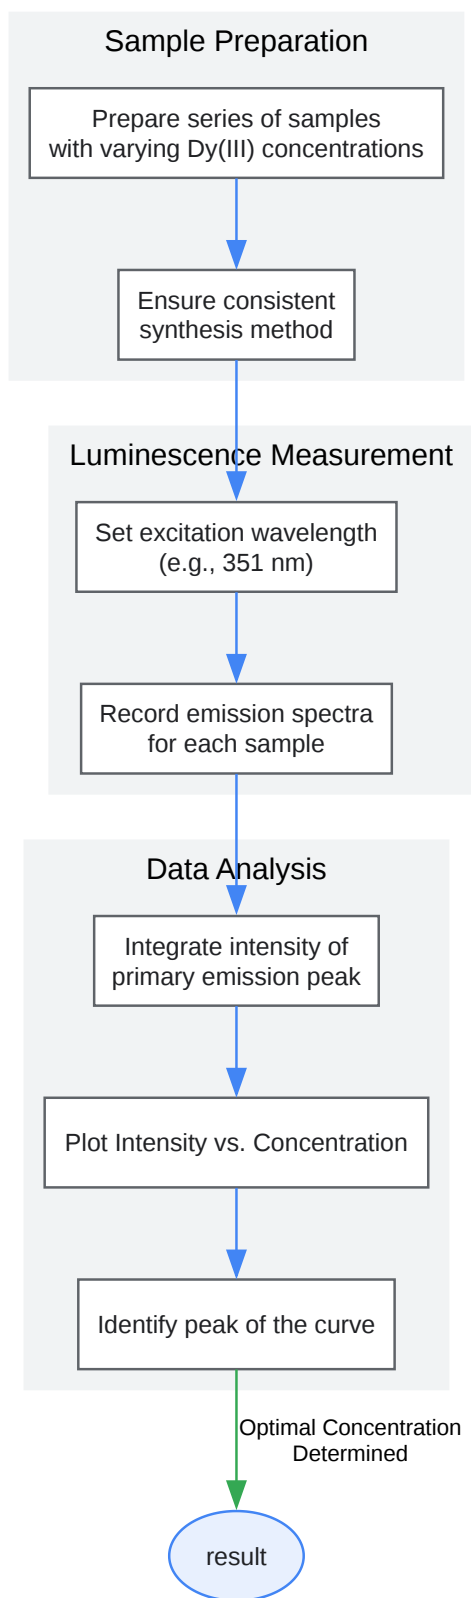 Sample Preparation
Prepare series of samples
with varying Dy(III) concentrations
Ensure consistent
synthesis method
Luminescence Measurement
Set excitation wavelength
(e.g., 351 nm)
Record emission spectra
for each sample
Data Analysis
Integrate intensity of
primary emission peak
Plot Intensity vs. Concentration
Identify peak of the curve
Optimal Concentration
Determined
result